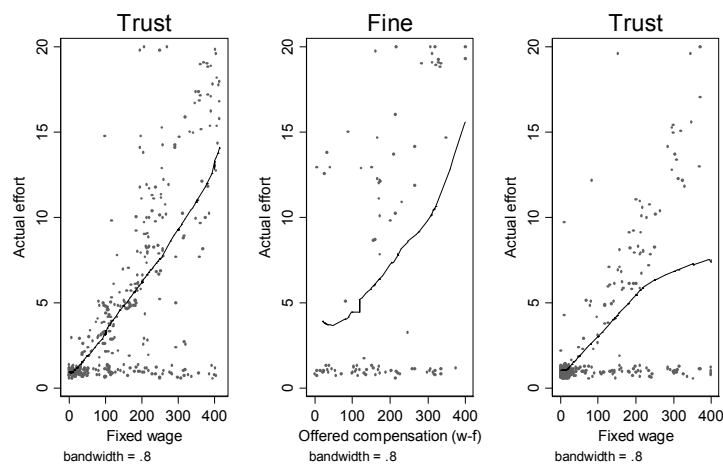 Trust
Fine
Trust
Actual effort
0
5
10
15
20
0 100 200 300 400
Fixed wage
bandwidth = .8
Actual effort
0
5
10
15
20
0 100 200 300 400
Offered compensation (w-f)
bandwidth = .8
Actual effort
0
5
10
15
20
0 100 200 300 400
Fixed wage
bandwidth = .8